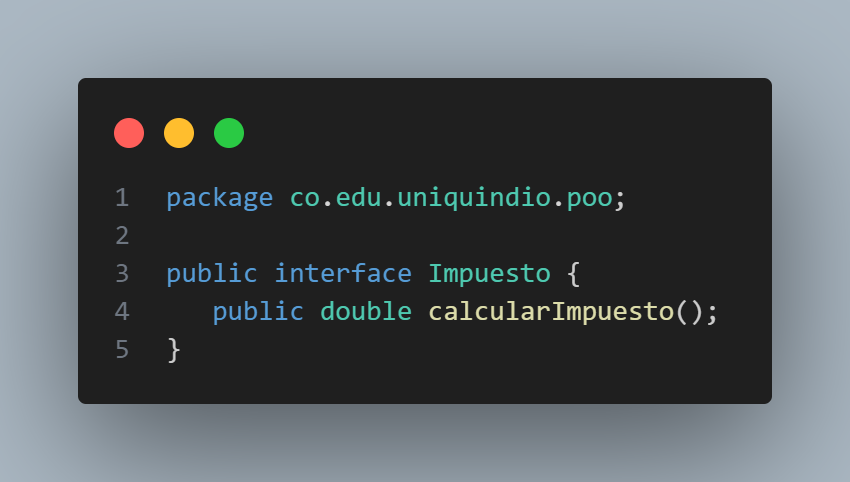 1 package co.edu.uniquindio.poo;
2
3 public interface Impuesto {
4    public double calcularImpuesto();
5 }